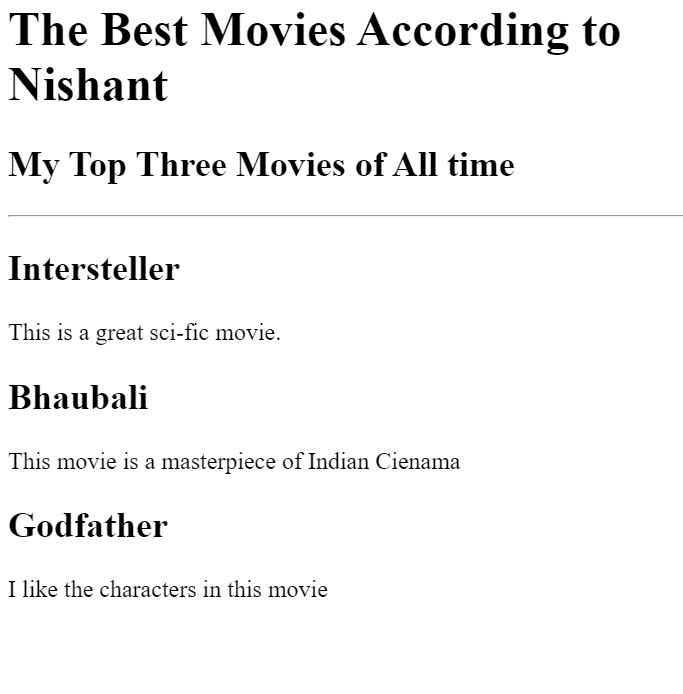 The Best Movies According to
Nishant
My Top Three Movies of All time
Intersteller
This is a great sci-fic movie.
Bhaubali
This movie is a masterpiece of Indian Cienama
Godfather
I like the characters in this movie